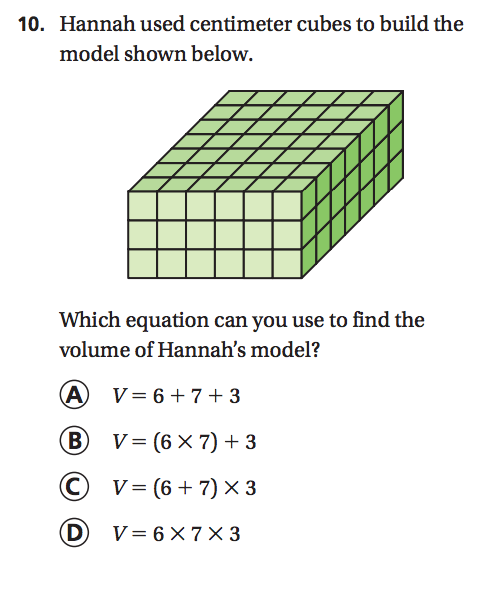 10. Hannah used centimeter cubes to build the
model shown below.
Which equation can you use to find the
volume of Hannah’s model?
A V = 6 + 7 + 3
B V = (6 × 7) + 3
C V = (6 + 7) × 3
D V = 6 × 7 × 3